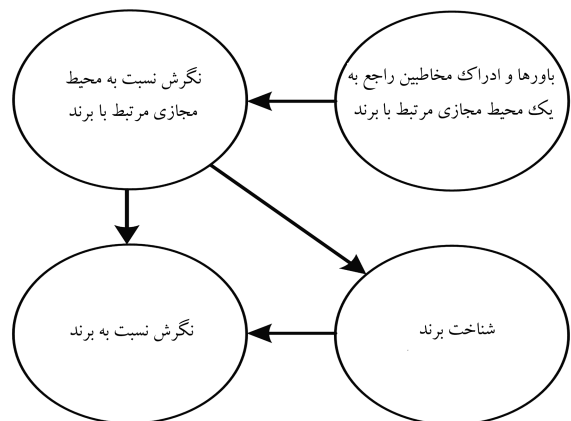 باورها و ادراک مخاطبین راجع به
یک محیط مجازی مرتبط با برند
نگرش نسبت به محیط
مجازی مرتبط با برند
شناخت برند
نگرش نسبت به برند